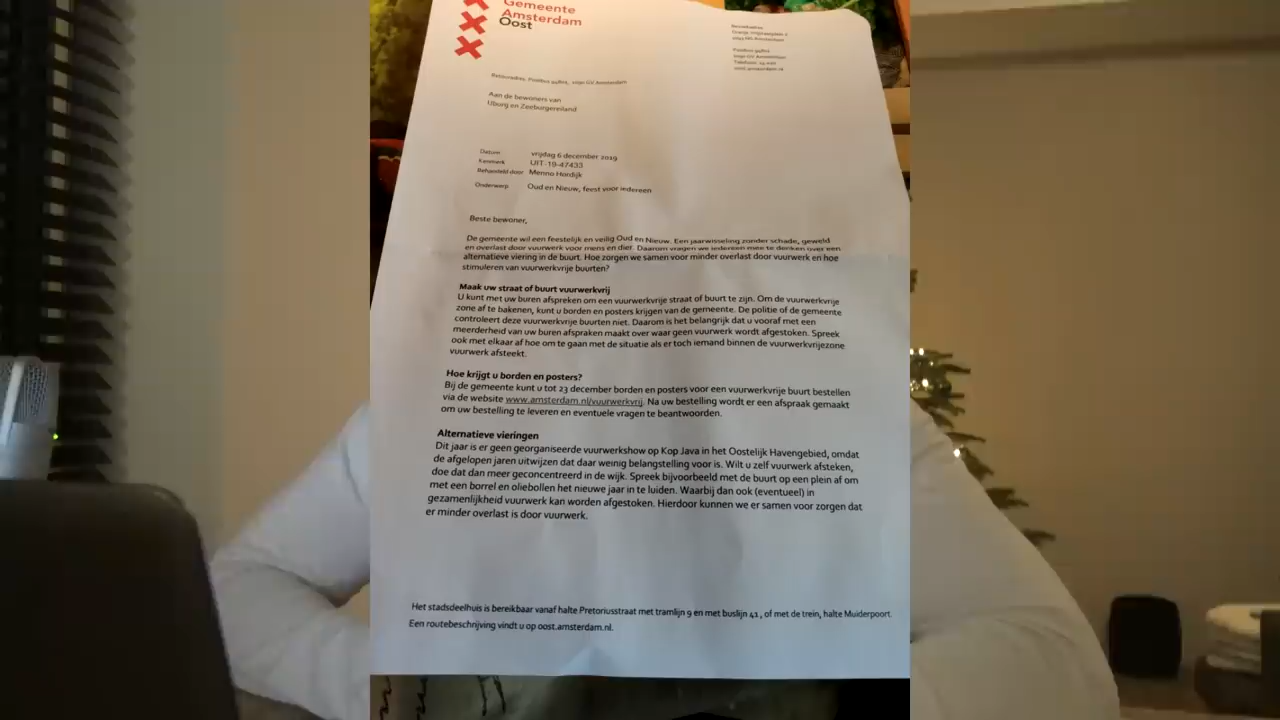 Gemeente
Amsterdam
Oost
Bezoekadres
Postbus
Telefoon
Retouradres: Postbus Amsterdam
Aan de bewoners van
IJburg en Zeeburgereiland
Datum vrijdag 6 december 2019
Kenmerk UIT-19-47433
Behandeld door Menno Hordijk
Onderwerp Oud en Nieuw, feest voor iedereen
Beste bewoner,
De gemeente wil een feestelijk en veilig Oud en Nieuw. Een jaarwisseling zonder schade, geweld
en overlast door vuurwerk voor mens en dier. Daarom vragen we iedereen mee te denken over een
alternatieve viering in de buurt. Hoe zorgen we samen voor minder overlast door vuurwerk en hoe
stimuleren van vuurwerkvrije buurten?
Maak uw straat of buurt vuurwerkvrij
U kunt met uw buren afspreken om een vuurwerkvrije straat of buurt te zijn. Om de vuurwerkvrije
zone af te bakenen, kunt u borden en posters krijgen van de gemeente. De politie of de gemeente
controleert deze vuurwerkvrije buurten niet. Daarom is het belangrijk dat u vooraf met een
meerderheid van uw buren afspraken maakt over waar geen vuurwerk wordt afgestoken. Spreek
ook met elkaar af hoe om te gaan met de situatie als er toch iemand binnen de vuurwerkvrijezone
vuurwerk afsteekt.
Hoe krijgt u borden en posters?
Bij de gemeente kunt u tot 23 december borden en posters voor een vuurwerkvrije buurt bestellen
via de website www.amsterdam.nl/vuurwerkvrij. Na uw bestelling wordt er een afspraak gemaakt
om uw bestelling te leveren en eventuele vragen te beantwoorden.
Alternatieve vieringen
Dit jaar is er geen georganiseerde vuurwerkshow op Kop Java in het Oostelijk Havengebied, omdat
de afgelopen jaren uitwijzen dat daar weinig belangstelling voor is. Wilt u zelf vuurwerk afsteken,
doe dat dan meer geconcentreerd in de wijk. Spreek bijvoorbeeld met de buurt op een plein af om
met een borrel en oliebollen het nieuwe jaar in te luiden. Waarbij dan ook (eventueel) in
gezamenlijkheid vuurwerk kan worden afgestoken. Hierdoor kunnen we er samen voor zorgen dat
er minder overlast is door vuurwerk.
Het stadsdeelhuis is bereikbaar vanaf halte Pretoriusstraat met tramlijn 9 en met buslijn 41, of met de trein, halte Muiderpoort.
Een routebeschrijving vindt u op oost.amsterdam.nl.